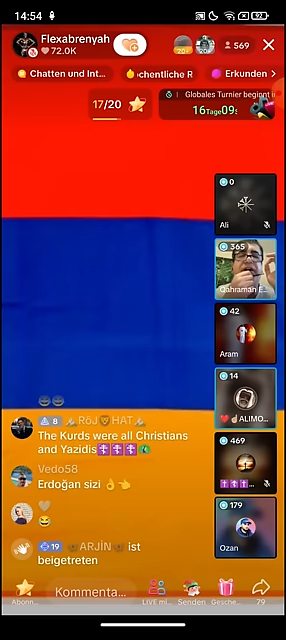 14:54
92
Flexabrenyah
72.0K
569
Chatten und Int...
chentliche R
Erkunden >
17/20
Globales Turnier beginnt i
16Tage09:
0
Ali
365
Qahraman E...
42
Aram
14
ALIMO...
469
...
179
Ozan
8 RöJ HAT
The Kurds were all Christians
and Yazidis
Vedo58
Erdoğan sizi
19 ARJİN ist
beigetreten
Abonn...
Kommenta...
LIVE mi...
Senden
Gesche...
79